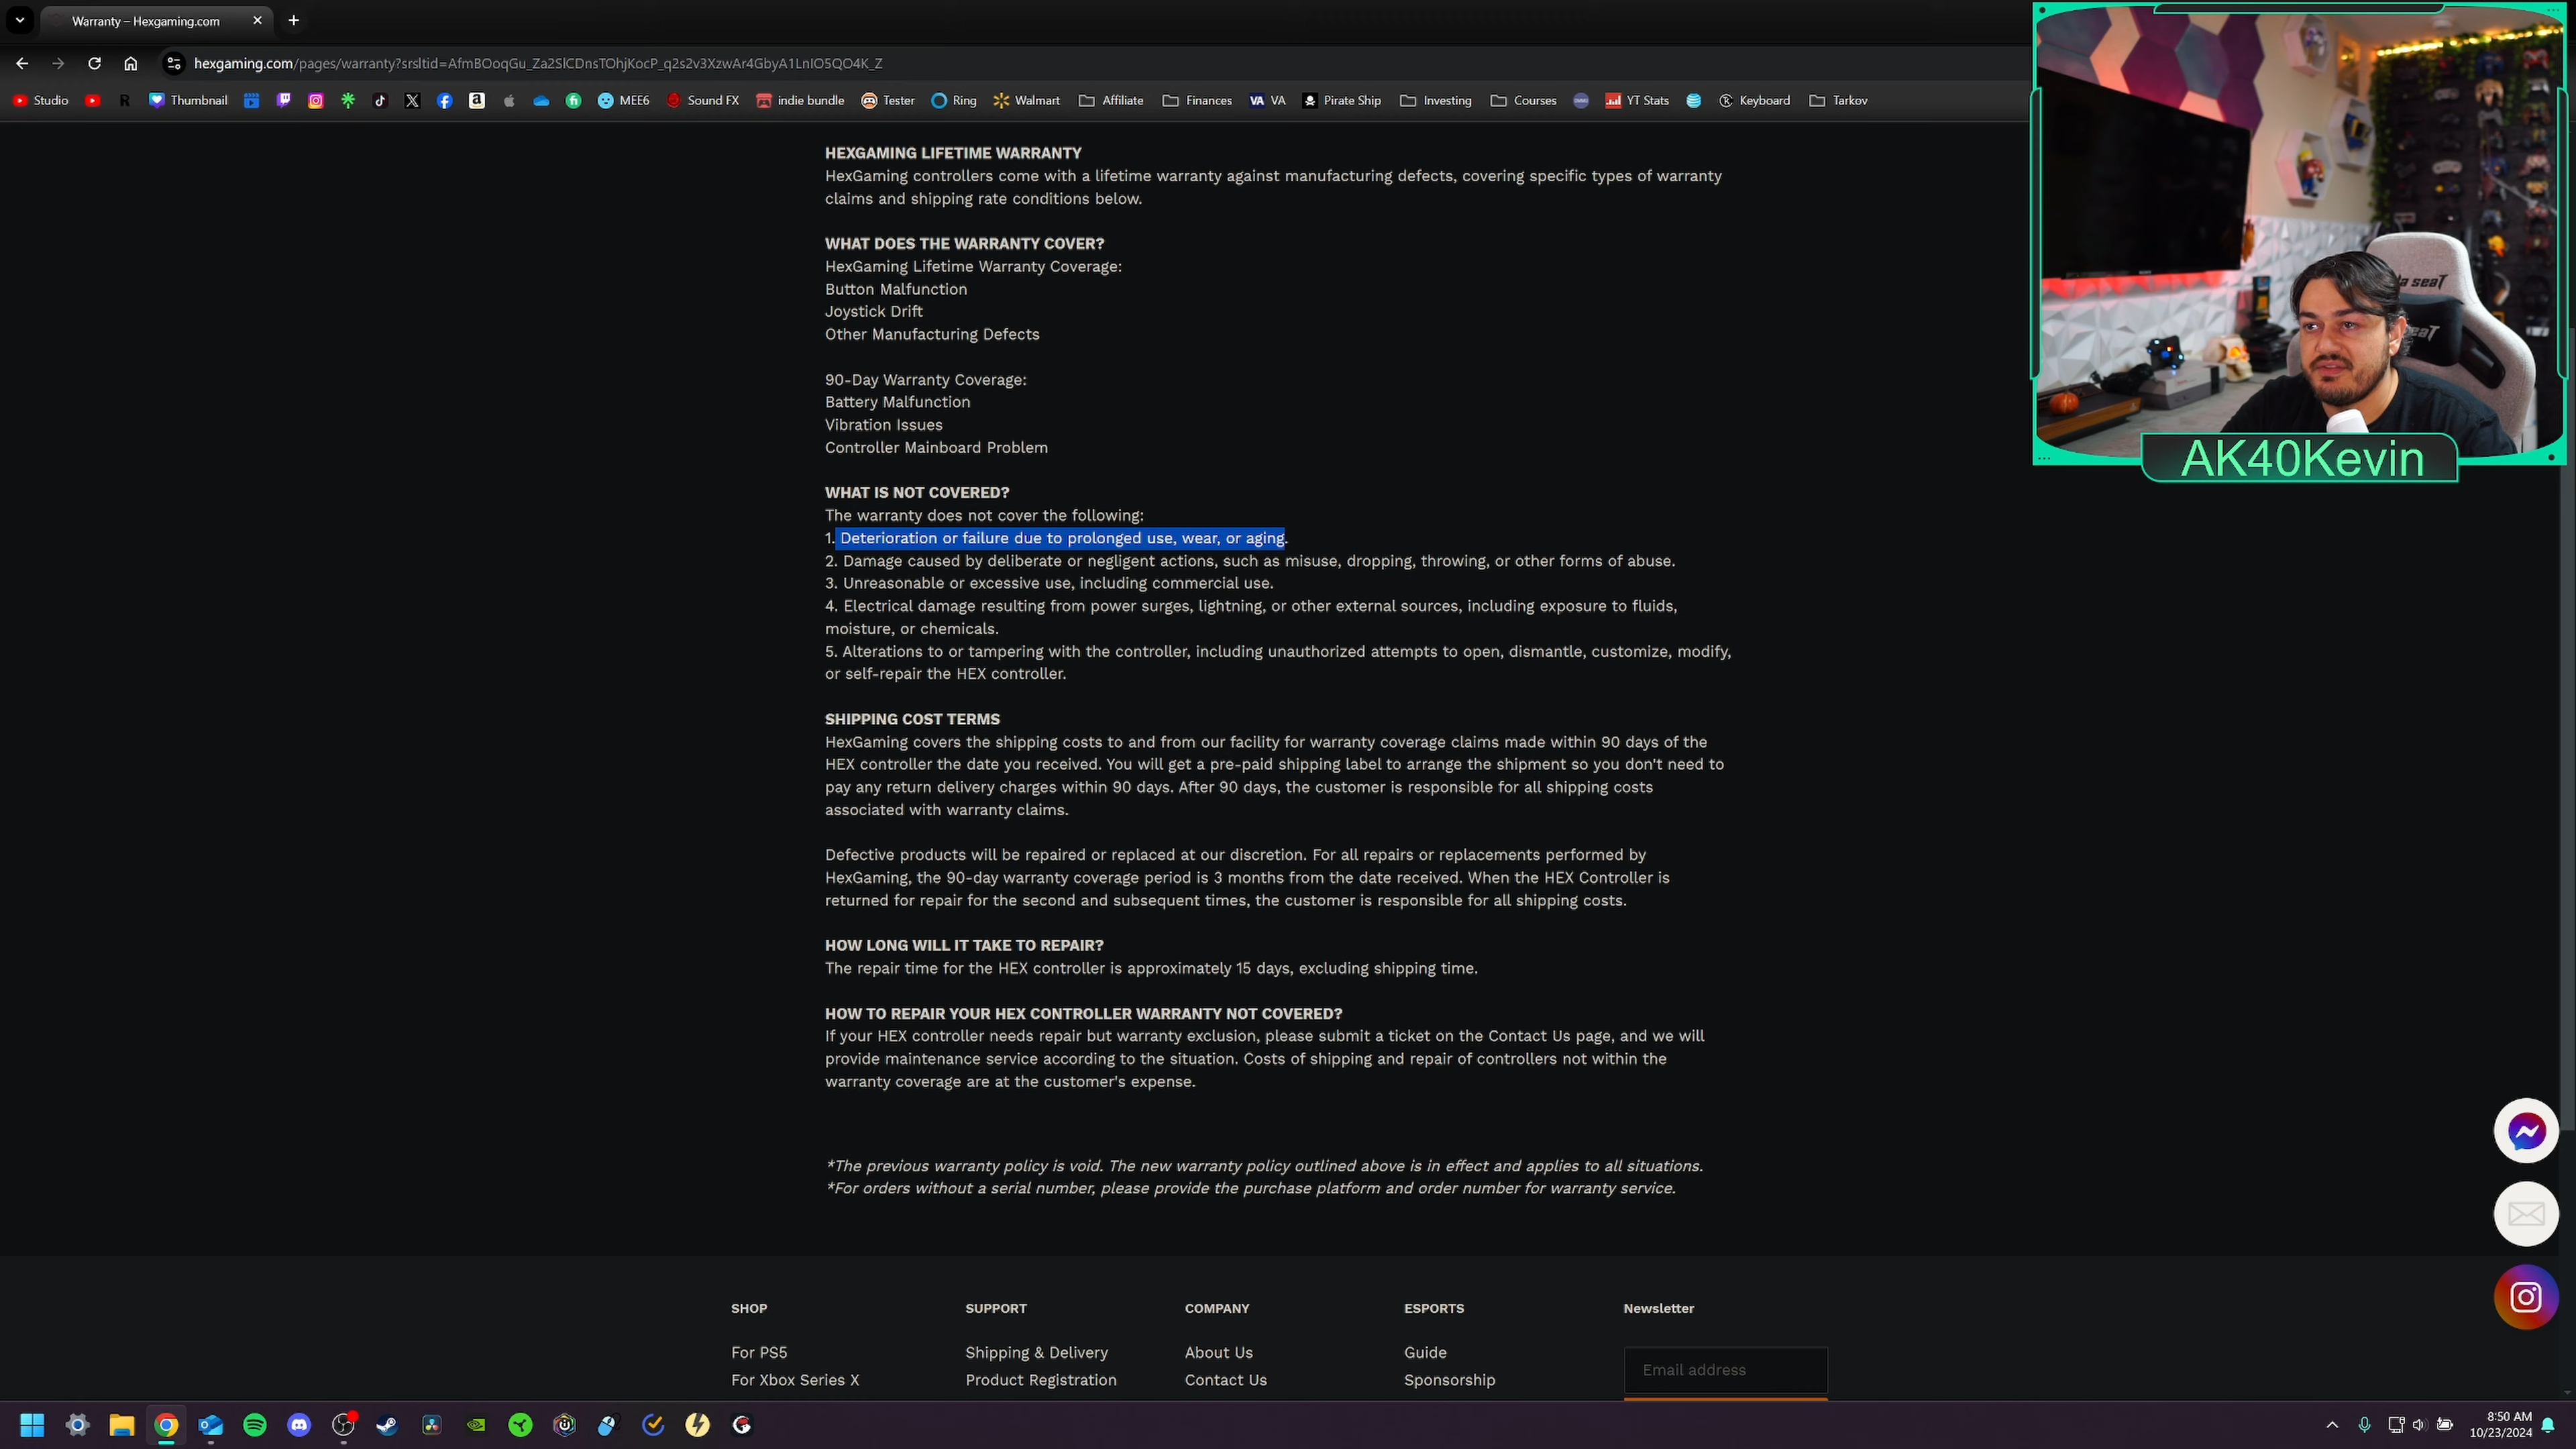 Warranty – Hexgaming.com
hexgaming.com/pages/warranty?srsltid=AfmBOoqGu_Za2SlCDnsTOhjKocP_q2s2v3XzwAr4GbyA1LnIO5QO4K_Z
Studio Thumbnail MEE6 Sound FX indie bundle Tester Ring Walmart Affiliate Finances VA VA Pirate Ship Investing Courses YT Stats Keyboard Tarkov
AK40Kevin
HEXGAMING LIFETIME WARRANTY
HexGaming controllers come with a lifetime warranty against manufacturing defects, covering specific types of warranty
claims and shipping rate conditions below.
WHAT DOES THE WARRANTY COVER?
HexGaming Lifetime Warranty Coverage:
Button Malfunction
Joystick Drift
Other Manufacturing Defects
90-Day Warranty Coverage:
Battery Malfunction
Vibration Issues
Controller Mainboard Problem
WHAT IS NOT COVERED?
The warranty does not cover the following:
1. Deterioration or failure due to prolonged use, wear, or aging.
2. Damage caused by deliberate or negligent actions, such as misuse, dropping, throwing, or other forms of abuse.
3. Unreasonable or excessive use, including commercial use.
4. Electrical damage resulting from power surges, lightning, or other external sources, including exposure to fluids,
moisture, or chemicals.
5. Alterations to or tampering with the controller, including unauthorized attempts to open, dismantle, customize, modify,
or self-repair the HEX controller.
SHIPPING COST TERMS
HexGaming covers the shipping costs to and from our facility for warranty coverage claims made within 90 days of the
HEX controller the date you received. You will get a pre-paid shipping label to arrange the shipment so you don't need to
pay any return delivery charges within 90 days. After 90 days, the customer is responsible for all shipping costs
associated with warranty claims.
Defective products will be repaired or replaced at our discretion. For all repairs or replacements performed by
HexGaming, the 90-day warranty coverage period is 3 months from the date received. When the HEX Controller is
returned for repair for the second and subsequent times, the customer is responsible for all shipping costs.
HOW LONG WILL IT TAKE TO REPAIR?
The repair time for the HEX controller is approximately 15 days, excluding shipping time.
HOW TO REPAIR YOUR HEX CONTROLLER WARRANTY NOT COVERED?
If your HEX controller needs repair but warranty exclusion, please submit a ticket on the Contact Us page, and we will
provide maintenance service according to the situation. Costs of shipping and repair of controllers not within the
warranty coverage are at the customer's expense.
*The previous warranty policy is void. The new warranty policy outlined above is in effect and applies to all situations.
*For orders without a serial number, please provide the purchase platform and order number for warranty service.
SHOP SUPPORT COMPANY ESPORTS Newsletter
For PS5 Shipping & Delivery About Us Guide Email address
For Xbox Series X Product Registration Contact Us Sponsorship
8:50 AM
10/23/2024